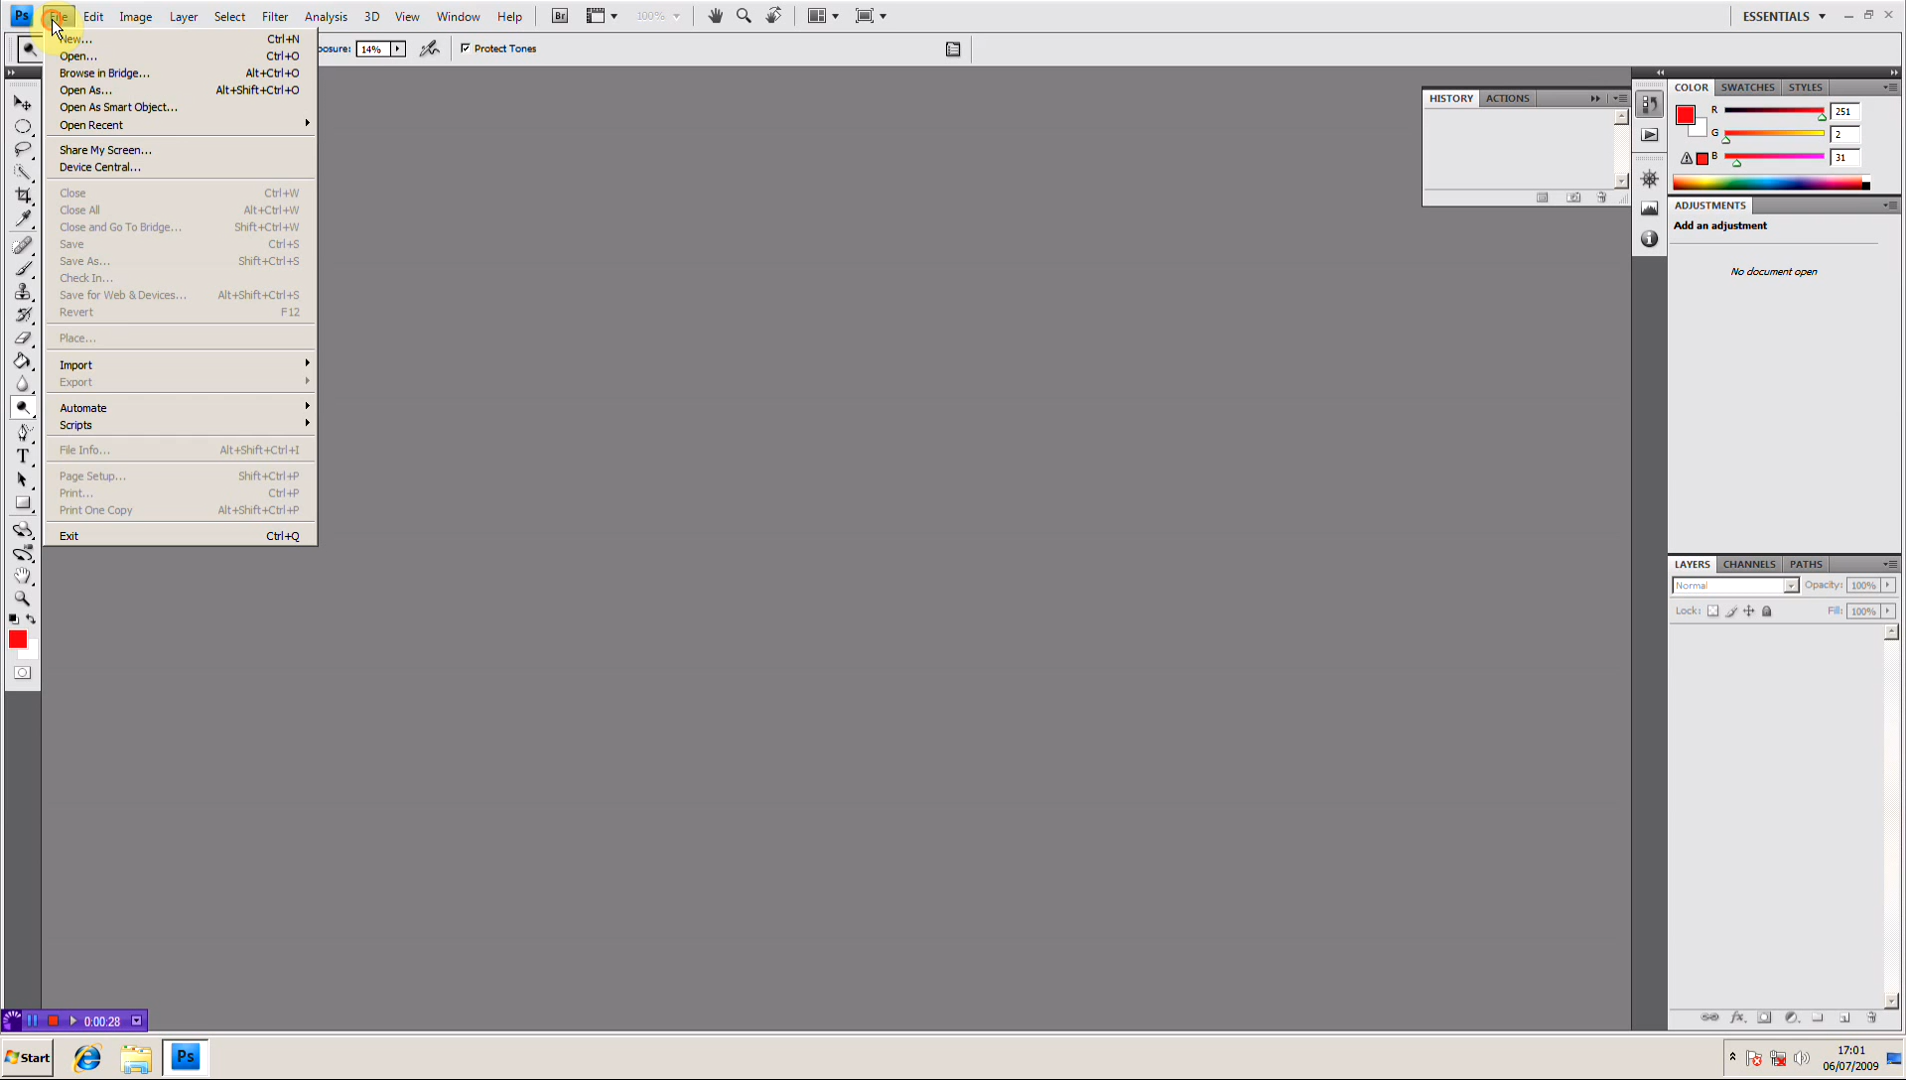 Ps File Edit Image Layer Select Filter Analysis 3D View Window Help Br 100% ESSENTIALS
posure: 14% Protect Tones
New... Ctrl+N
Open... Ctrl+O
Browse in Bridge... Alt+Ctrl+O
Open As... Alt+Shift+Ctrl+O
Open As Smart Object...
Open Recent
Share My Screen...
Device Central...
Close Ctrl+W
Close All Alt+Ctrl+W
Close and Go To Bridge... Shift+Ctrl+W
Save Ctrl+S
Save As... Shift+Ctrl+S
Check In...
Save for Web & Devices... Alt+Shift+Ctrl+S
Revert F12
Place...
Import
Export
Automate
Scripts
File Info... Alt+Shift+Ctrl+I
Page Setup... Shift+Ctrl+P
Print... Ctrl+P
Print One Copy Alt+Shift+Ctrl+P
Exit Ctrl+Q
T
HISTORY ACTIONS
COLOR SWATCHES STYLES
R 251
G 2
B 31
ADJUSTMENTS
Add an adjustment
No document open
LAYERS CHANNELS PATHS
Normal Opacity: 100%
Lock: Fill: 100%
fx
0:00:28
Start Ps
17:01
06/07/2009